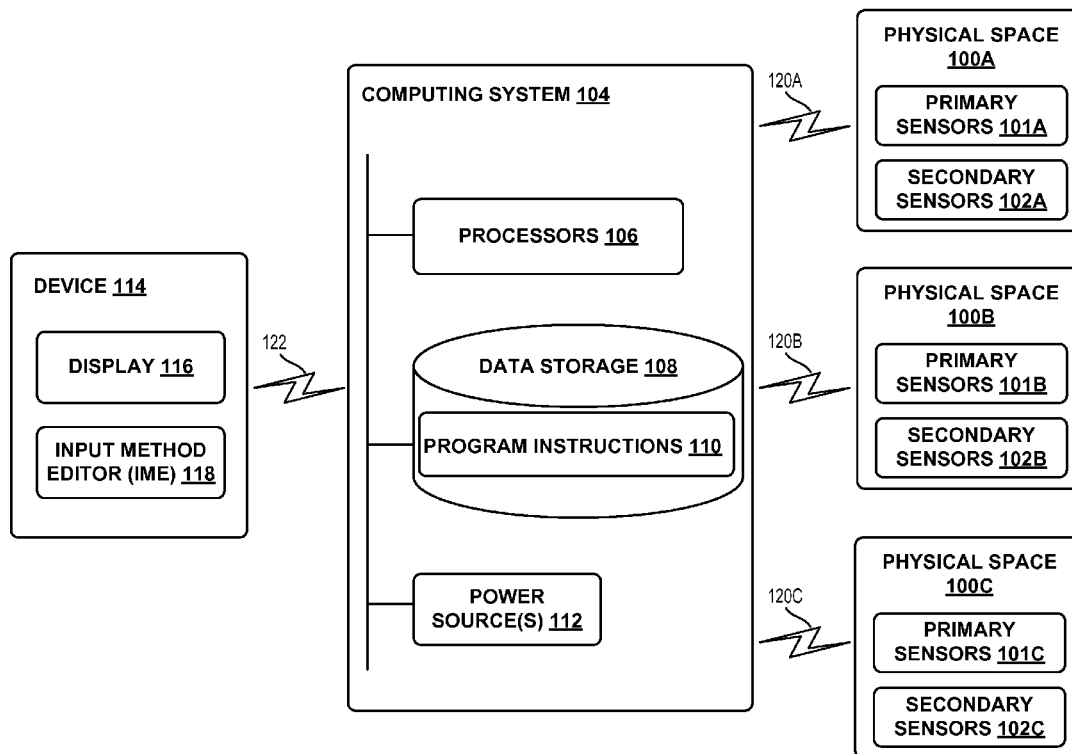 DEVICE 114
DISPLAY 116
INPUT METHOD
EDITOR (IME) 118
122
COMPUTING SYSTEM 104
PROCESSORS 106
DATA STORAGE 108
PROGRAM INSTRUCTIONS 110
POWER
SOURCE(S) 112
120A
PHYSICAL SPACE
100A
PRIMARY
SENSORS 101A
SECONDARY
SENSORS 102A
120B
PHYSICAL SPACE
100B
PRIMARY
SENSORS 101B
SECONDARY
SENSORS 102B
120C
PHYSICAL SPACE
100C
PRIMARY
SENSORS 101C
SECONDARY
SENSORS 102C